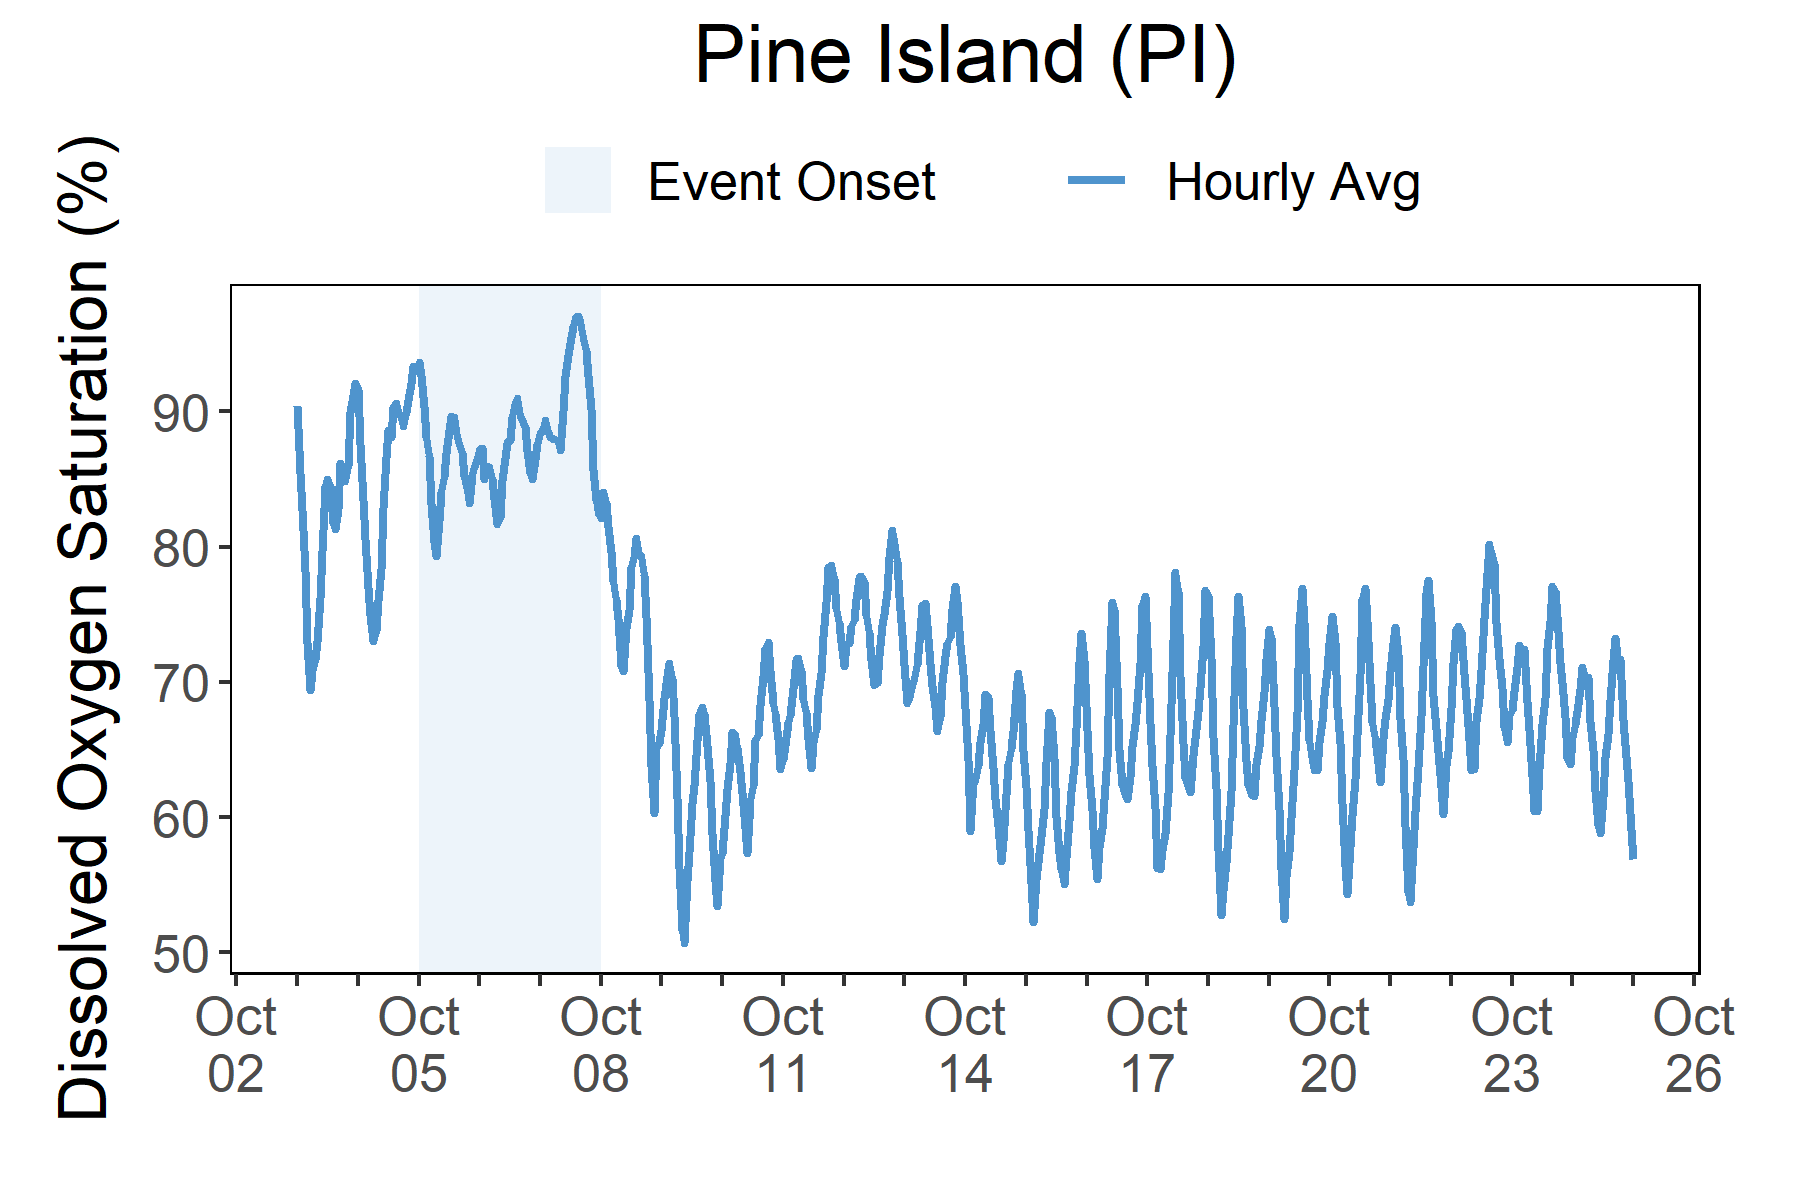 Pine Island (PI)
Event Onset
Hourly Avg
Dissolved Oxygen Saturation (%)
90
80
70
60
50
Oct 02
Oct 05
Oct 08
Oct 11
Oct 14
Oct 17
Oct 20
Oct 23
Oct 26